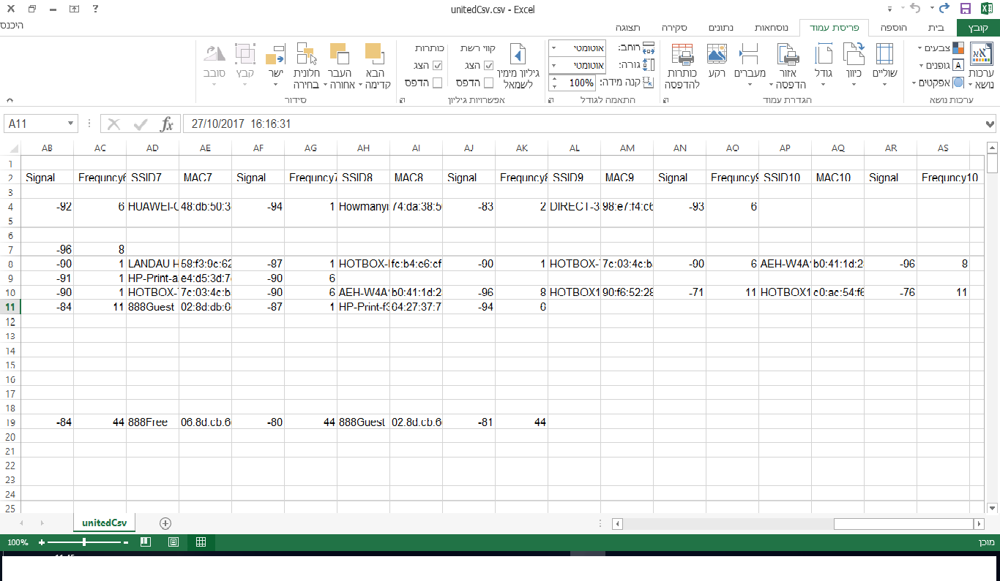 unitedCsv.csv - Excel
קובץ בית הוספה פריסת עמוד נוסחאות נתונים סקירה תצוגה
היכנס
ערכות נושא
צבעים
גופנים
אפקטים
ערכות נושא
שוליים
כיוון
גודל
אזור הדפסה
מעברים
רקע
כותרות להדפסה
הגדרת עמוד
רוחב: אוטומטי
גורה: אוטומטי
קנה מידה: 100%
התאמה לגודל
גיליון מימין לשמאל
קווי רשת
הצג
הדפס
כותרות
הצג
הדפס
אפשרויות גיליון
הבא קדימה
העבר אחורה
חלונית בחירה
ישר
קבץ
סובב
סידור
A11 fx 27/10/2017 16:16:31
AB AC AD AE AF AG AH AI AJ AK AL AM AN AO AP AQ AR AS
1
2 Signal Frequncy6 SSID7 MAC7 Signal Frequncy7 SSID8 MAC8 Signal Frequncy8 SSID9 MAC9 Signal Frequncy9 SSID10 MAC10 Signal Frequncy10
3
4 -92 6 HUAWEI-C 48:db:50:3 -94 1 Howmanyi 74:da:38:5 -83 2 DIRECT-3 98:e7:f4:c6 -93 6
5
6
7 -96 8
8 -90 1 LANDAU H 58:f3:9c:62 -87 1 HOTBOX- fc:b4:e6:cf -90 1 HOTBOX- 7c:03:4c:b -90 6 AEH-W4A b0:41:1d:2 -96 8
9 -91 1 HP-Print-a e4:d5:3d:7 -90 6
10 -90 1 HOTBOX- 7c:03:4c:b -90 6 AEH-W4A b0:41:1d:2 -96 8 HOTBOX1 90:f6:52:28 -71 11 HOTBOX1 c0:ac:54:f6 -76 11
11 -84 11 888Guest 02:8d:db:6 -87 1 HP-Print-f3 64:27:37:7 -94 6
12
13
14
15
16
17
18
19 -84 44 888Free 06:8d:cb:6 -80 44 888Guest 02:8d:cb:6 -81 44
20
21
22
23
24
25
unitedCsv
100%
מוכן